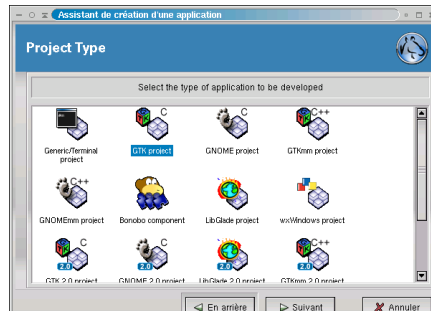 Assistant de création d'une application
Project Type
Select the type of application to be developed
C
C
C++
Generic/Terminal project
GTK project
GNOME project
GTKmm project
C++
GNOMEmm project
Bonobo component
LibGlade project
wxWindows project
C
C
C++
2.0
2.0
2.0
2.0
GTK 2.0 project
GNOME 2.0 project
LibGlade 2.0 project
GTKmm 2.0 project
En arrière
Suivant
Annuler